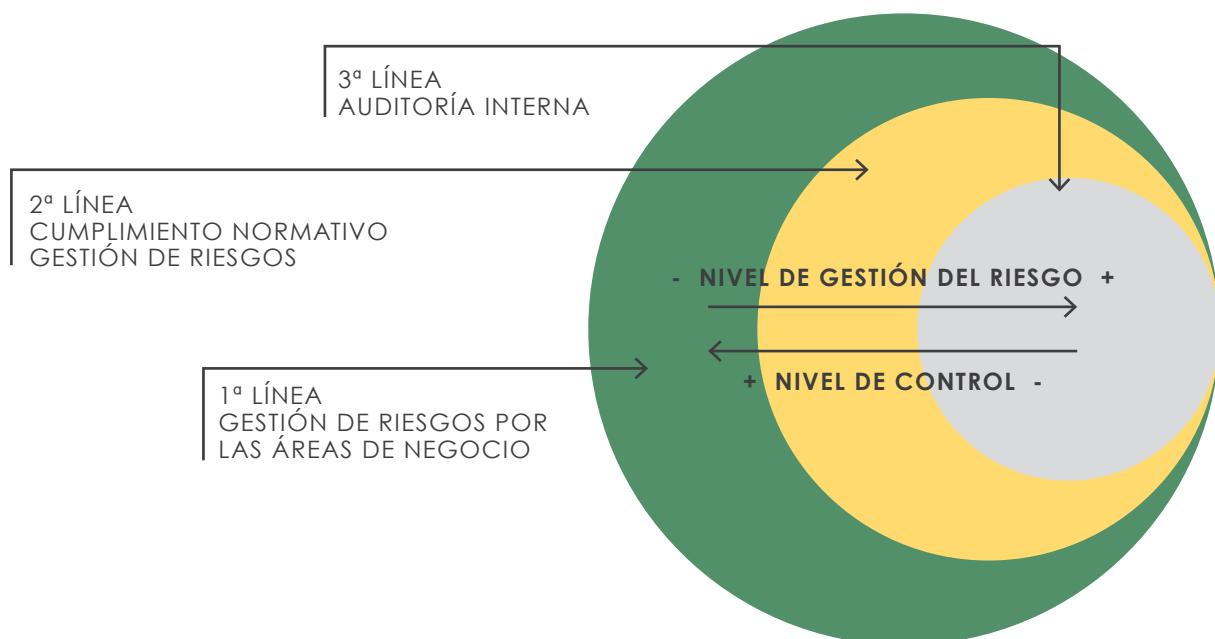 3ª LÍNEA
AUDITORÍA INTERNA
2ª LÍNEA
CUMPLIMIENTO NORMATIVO
GESTIÓN DE RIESGOS
- NIVEL DE GESTIÓN DEL RIESGO +
+ NIVEL DE CONTROL -
1ª LÍNEA
GESTIÓN DE RIESGOS POR
LAS ÁREAS DE NEGOCIO